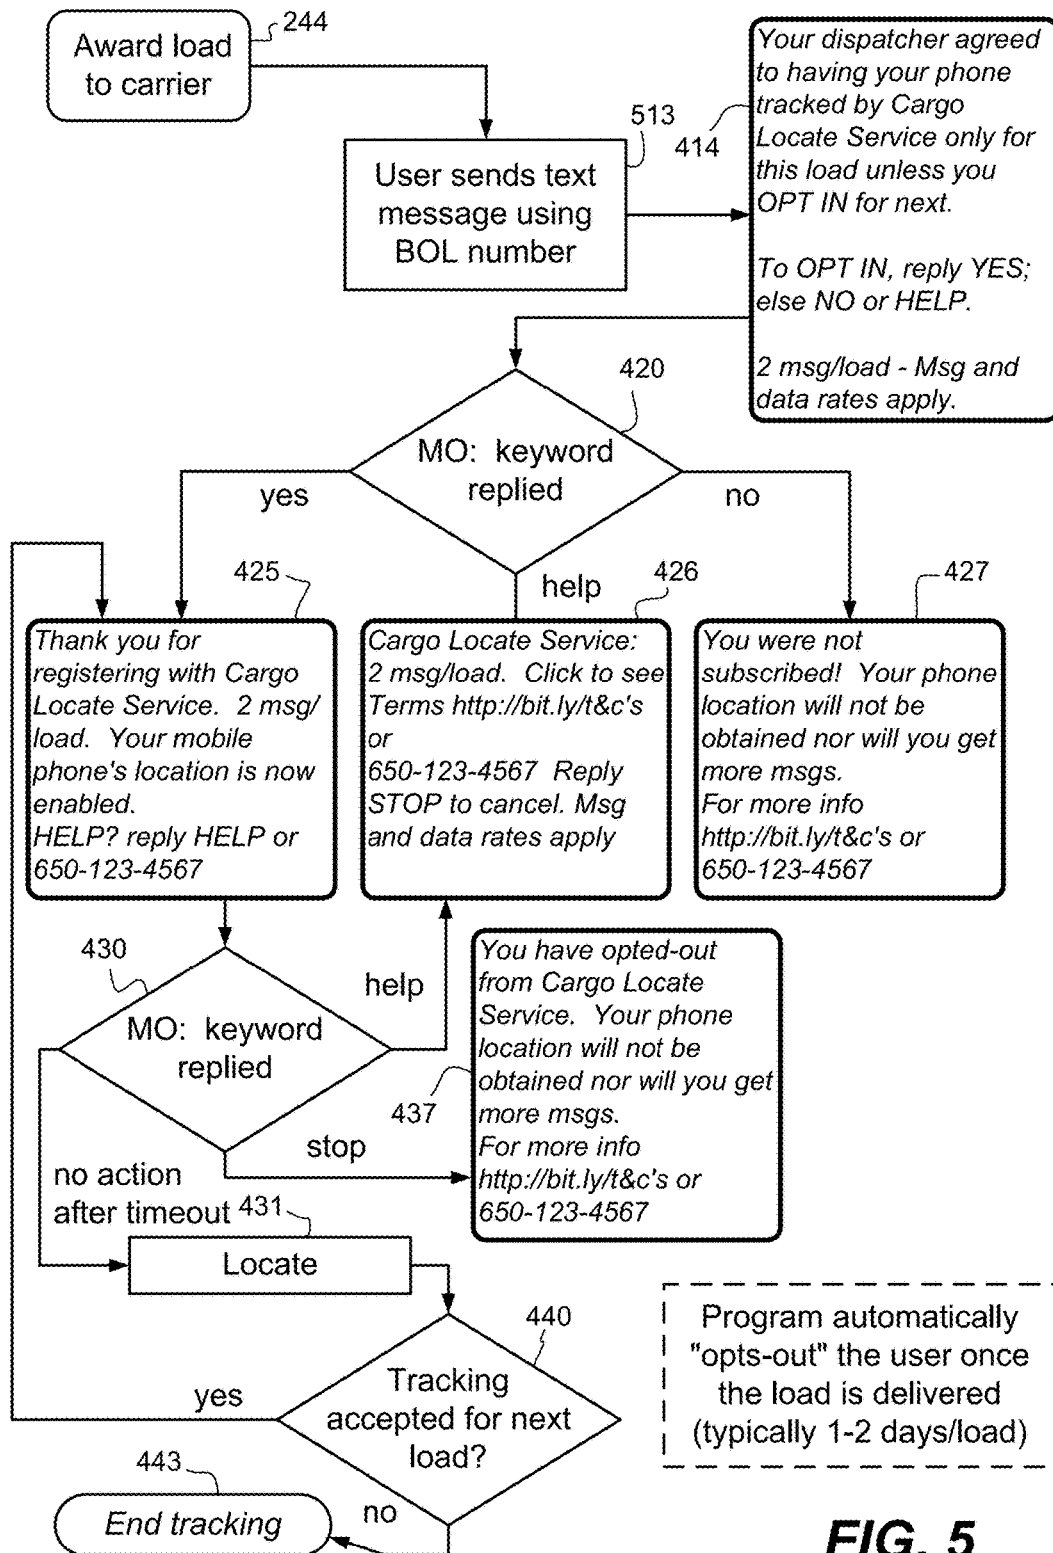 Award load
to carrier
244
User sends text
message using
BOL number
513
Your dispatcher agreed
to having your phone
tracked by Cargo
Locate Service only for
this load unless you
OPT IN for next.
To OPT IN, reply YES;
else NO or HELP.
2 msg/load - Msg and
data rates apply.
414
MO: keyword
replied
420
yes
no
help
425
Thank you for
registering with Cargo
Locate Service. 2 msg/
load. Your mobile
phone's location is now
enabled.
HELP? reply HELP or
650-123-4567
426
Cargo Locate Service:
2 msg/load. Click to see
Terms http://bit.ly/t&c's
or
650-123-4567 Reply
STOP to cancel. Msg
and data rates apply
427
You were not
subscribed! Your phone
location will not be
obtained nor will you get
more msgs.
For more info
http://bit.ly/t&c's or
650-123-4567
430
MO: keyword
replied
help
stop
no action
after timeout
437
You have opted-out
from Cargo Locate
Service. Your phone
location will not be
obtained nor will you get
more msgs.
For more info
http://bit.ly/t&c's or
650-123-4567
431
Locate
440
Tracking
accepted for next
load?
yes
no
443
End tracking
Program automatically
"opts-out" the user once
the load is delivered
(typically 1-2 days/load)
FIG. 5